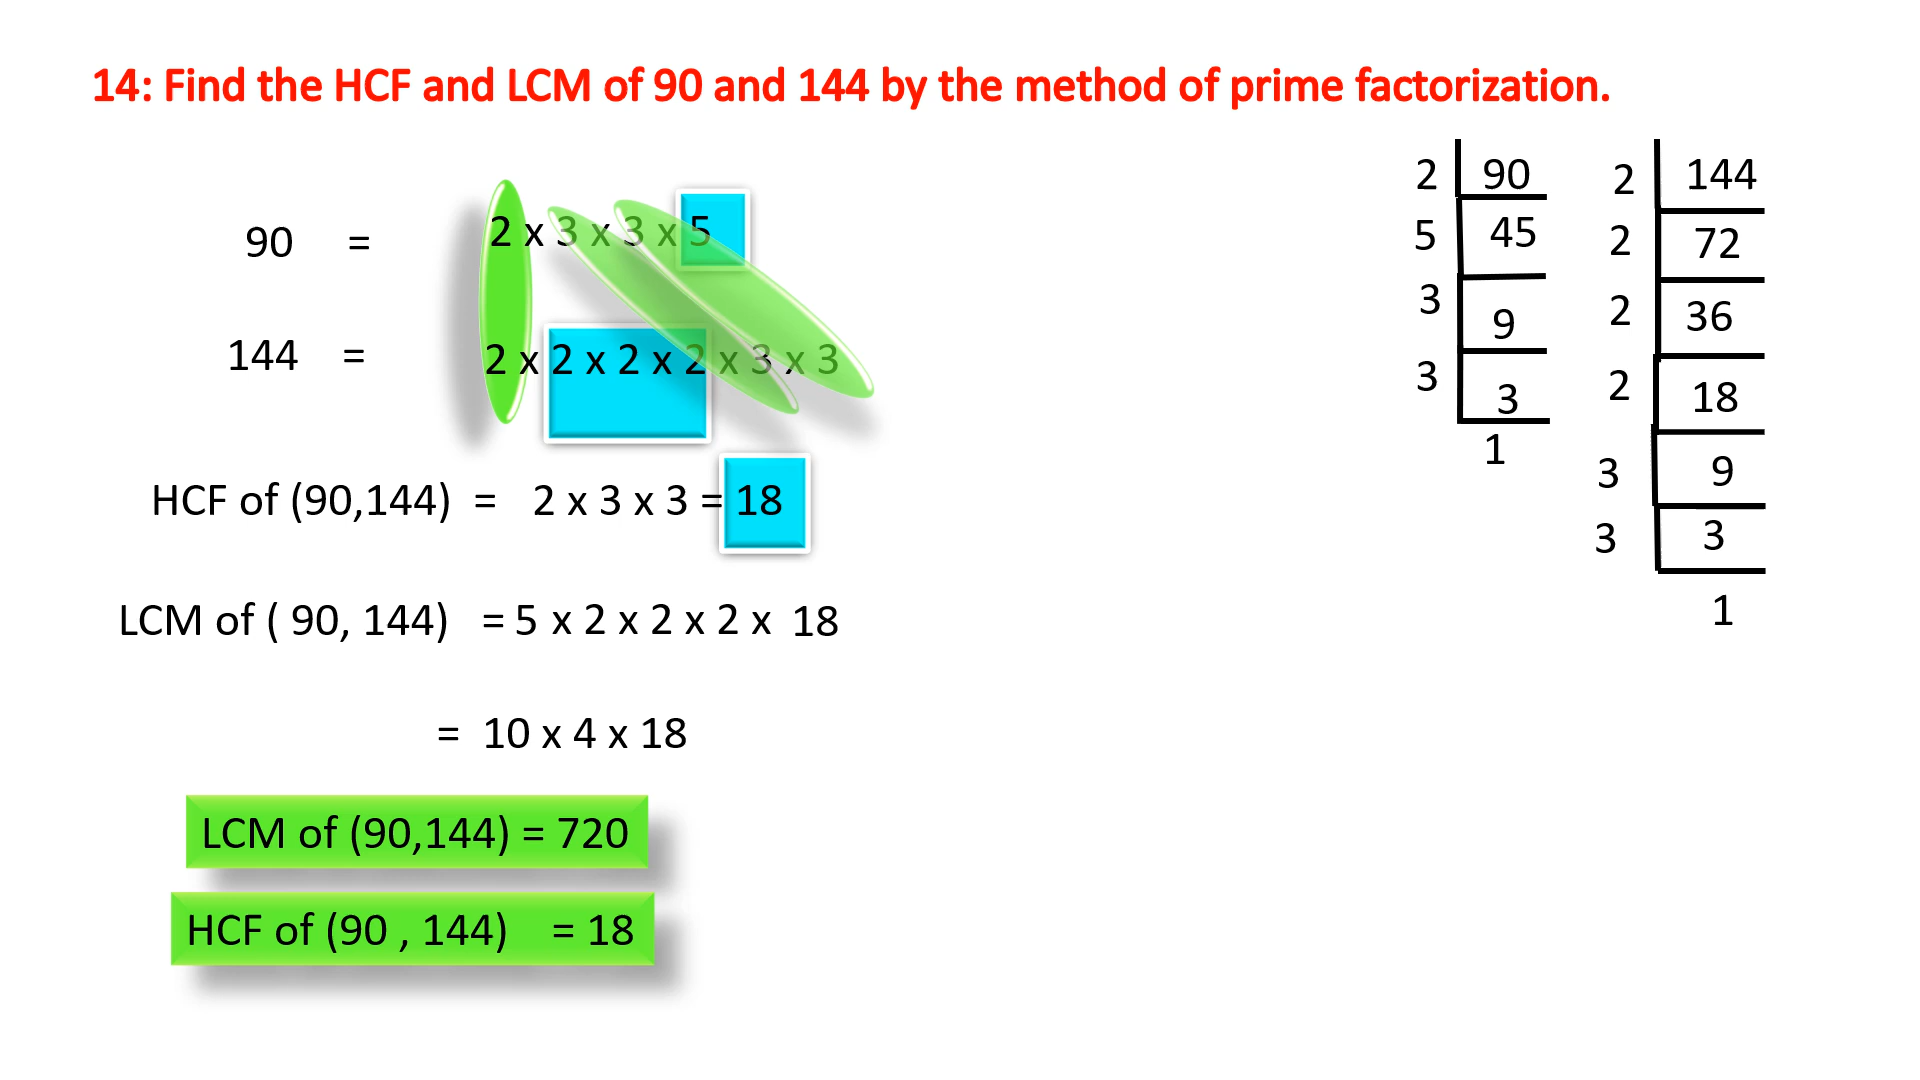 14: Find the HCF and LCM of 90 and 144 by the method of prime factorization.
90 = 2 x 3 x 3 x 5
144 = 2 x 2 x 2 x 2 x 3 x 3
HCF of (90,144) = 2 x 3 x 3 = 18
LCM of ( 90, 144) = 5 x 2 x 2 x 2 x 18
= 10 x 4 x 18
LCM of (90,144) = 720
HCF of (90 , 144) = 18
2 90
5 45
3 9
3 3
1
2 144
2 72
2 36
2 18
3 9
3 3
1